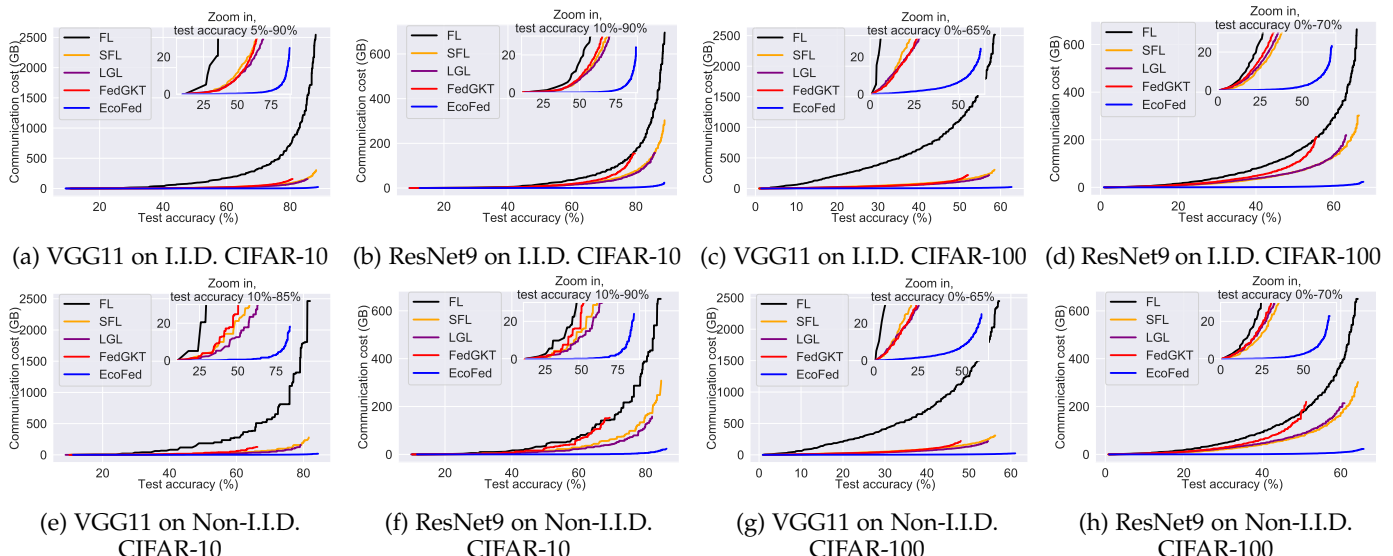 Zoom in,
test accuracy 5%-90%
Communication cost (GB)
2500
2000
1500
1000
500
0
FL
SFL
LGL
FedGKT
EcoFed
20
0
25 50 75
20 40 60 80
Test accuracy (%)
(a) VGG11 on I.I.D. CIFAR-10
Zoom in,
test accuracy 10%-90%
Communication cost (GB)
600
400
200
0
FL
SFL
LGL
FedGKT
EcoFed
20
0
25 50 75
20 40 60 80
Test accuracy (%)
(b) ResNet9 on I.I.D. CIFAR-10
Zoom in,
test accuracy 0%-65%
Communication cost (GB)
2500
2000
1500
1000
500
0
FL
SFL
LGL
FedGKT
EcoFed
20
0
0 25 50
0 10 20 30 40 50 60
Test accuracy (%)
(c) VGG11 on I.I.D. CIFAR-100
Zoom in,
test accuracy 0%-70%
Communication cost (GB)
600
400
200
0
FL
SFL
LGL
FedGKT
EcoFed
20
0
0 25 50
0 20 40 60
Test accuracy (%)
(d) ResNet9 on I.I.D. CIFAR-100
Zoom in,
test accuracy 10%-85%
Communication cost (GB)
2500
2000
1500
1000
500
0
FL
SFL
LGL
FedGKT
EcoFed
20
0
25 50 75
20 40 60 80
Test accuracy (%)
(e) VGG11 on Non-I.I.D.
CIFAR-10
Zoom in,
test accuracy 10%-90%
Communication cost (GB)
600
400
200
0
FL
SFL
LGL
FedGKT
EcoFed
20
0
25 50 75
20 40 60 80
Test accuracy (%)
(f) ResNet9 on Non-I.I.D.
CIFAR-10
Zoom in,
test accuracy 0%-65%
Communication cost (GB)
2500
2000
1500
1000
500
0
FL
SFL
LGL
FedGKT
EcoFed
20
0
0 25 50
0 10 20 30 40 50 60
Test accuracy (%)
(g) VGG11 on Non-I.I.D.
CIFAR-100
Zoom in,
test accuracy 0%-70%
Communication cost (GB)
600
400
200
0
FL
SFL
LGL
FedGKT
EcoFed
20
0
0 25 50
0 20 40 60
Test accuracy (%)
(h) ResNet9 on Non-I.I.D.
CIFAR-100